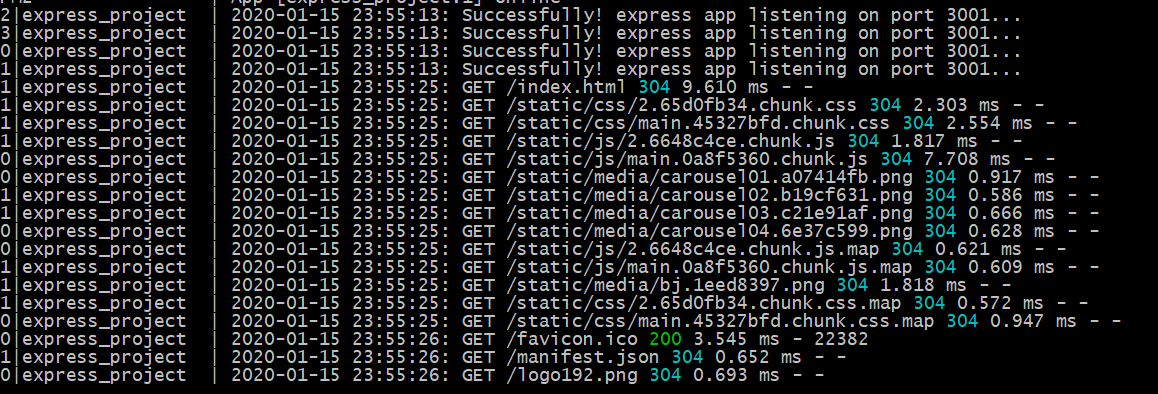 2|express_project  | 2020-01-15 23:55:13: Successfully! express app listening on port 3001...
3|express_project  | 2020-01-15 23:55:13: Successfully! express app listening on port 3001...
0|express_project  | 2020-01-15 23:55:13: Successfully! express app listening on port 3001...
1|express_project  | 2020-01-15 23:55:13: Successfully! express app listening on port 3001...
1|express_project  | 2020-01-15 23:55:25: GET /index.html 304 9.610 ms - -
1|express_project  | 2020-01-15 23:55:25: GET /static/css/2.65d0fb34.chunk.css 304 2.303 ms - -
1|express_project  | 2020-01-15 23:55:25: GET /static/css/main.45327bfd.chunk.css 304 2.554 ms - -
1|express_project  | 2020-01-15 23:55:25: GET /static/js/2.6648c4ce.chunk.js 304 1.817 ms - -
0|express_project  | 2020-01-15 23:55:25: GET /static/js/main.0a8f5360.chunk.js 304 7.708 ms - -
0|express_project  | 2020-01-15 23:55:25: GET /static/media/carousel01.a07414fb.png 304 0.917 ms - -
1|express_project  | 2020-01-15 23:55:25: GET /static/media/carousel02.b19cf631.png 304 0.586 ms - -
1|express_project  | 2020-01-15 23:55:25: GET /static/media/carousel03.c21e91af.png 304 0.666 ms - -
0|express_project  | 2020-01-15 23:55:25: GET /static/media/carousel04.6e37c599.png 304 0.628 ms - -
0|express_project  | 2020-01-15 23:55:25: GET /static/js/2.6648c4ce.chunk.js.map 304 0.621 ms - -
1|express_project  | 2020-01-15 23:55:25: GET /static/js/main.0a8f5360.chunk.js.map 304 0.609 ms - -
1|express_project  | 2020-01-15 23:55:25: GET /static/media/bj.1eed8397.png 304 1.818 ms - -
1|express_project  | 2020-01-15 23:55:25: GET /static/css/2.65d0fb34.chunk.css.map 304 0.572 ms - -
0|express_project  | 2020-01-15 23:55:25: GET /static/css/main.45327bfd.chunk.css.map 304 0.947 ms - -
0|express_project  | 2020-01-15 23:55:26: GET /favicon.ico 200 3.545 ms - 22382
1|express_project  | 2020-01-15 23:55:26: GET /manifest.json 304 0.652 ms - -
0|express_project  | 2020-01-15 23:55:26: GET /logo192.png 304 0.693 ms - -